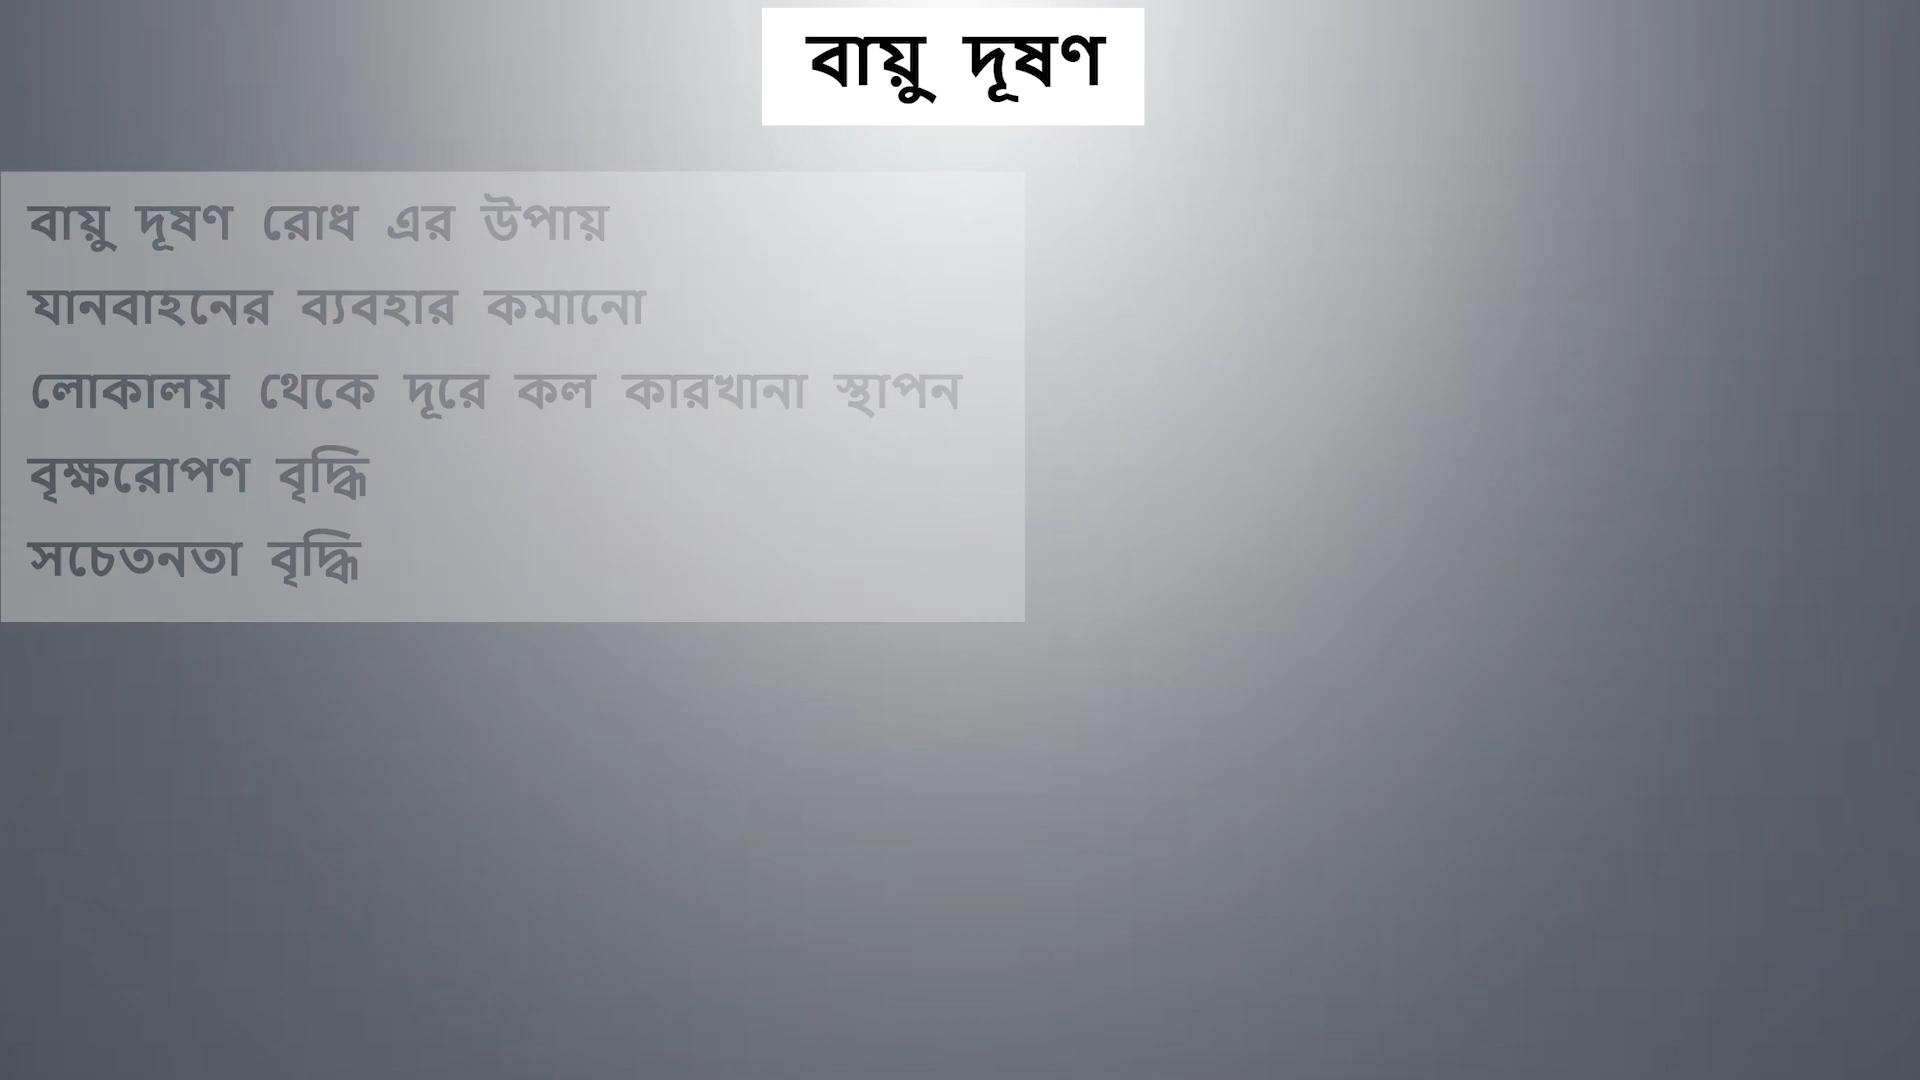 বায়ু দূষণ
বায়ু দূষণ রোধ এর উপায়
যানবাহনের ব্যবহার কমানো
লোকালয় থেকে দূরে কল কারখানা স্থাপন
বৃক্ষরোপণ বৃদ্ধি
সচেতনতা বৃদ্ধি